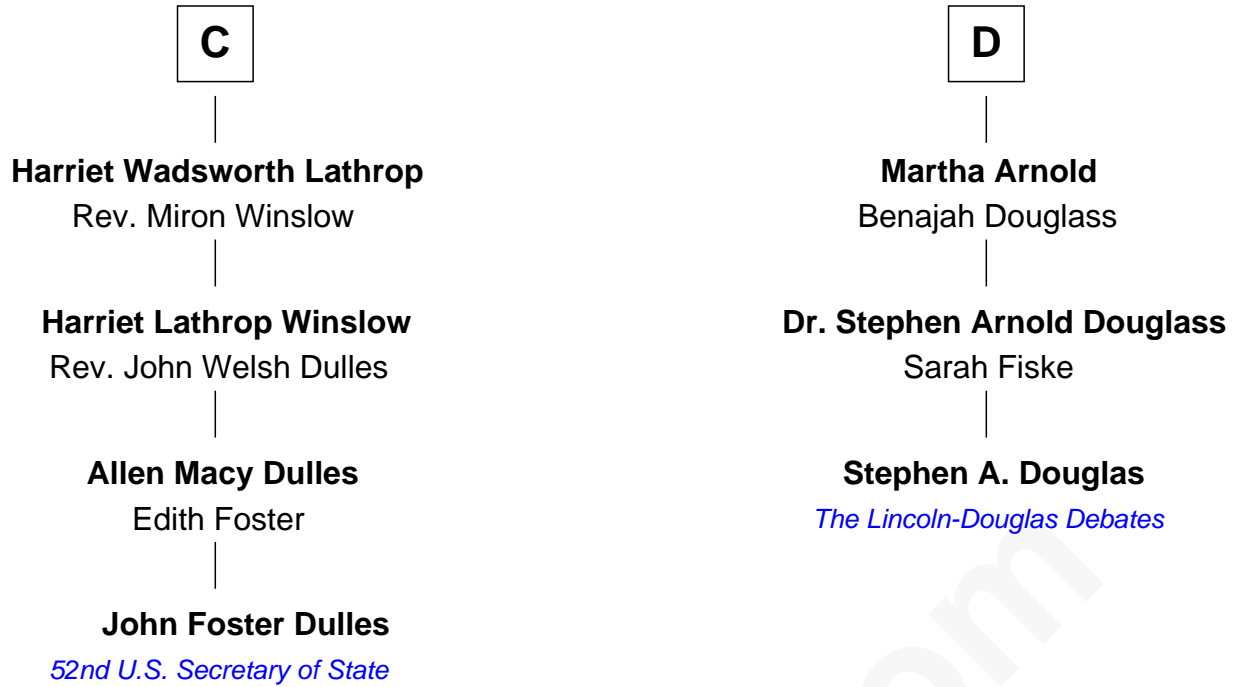 C
Harriet Wadsworth Lathrop
Rev. Miron Winslow
Harriet Lathrop Winslow
Rev. John Welsh Dulles
Allen Macy Dulles
Edith Foster
John Foster Dulles
52nd U.S. Secretary of State
D
Martha Arnold
Benajah Douglass
Dr. Stephen Arnold Douglass
Sarah Fiske
Stephen A. Douglas
The Lincoln-Douglas Debates
om